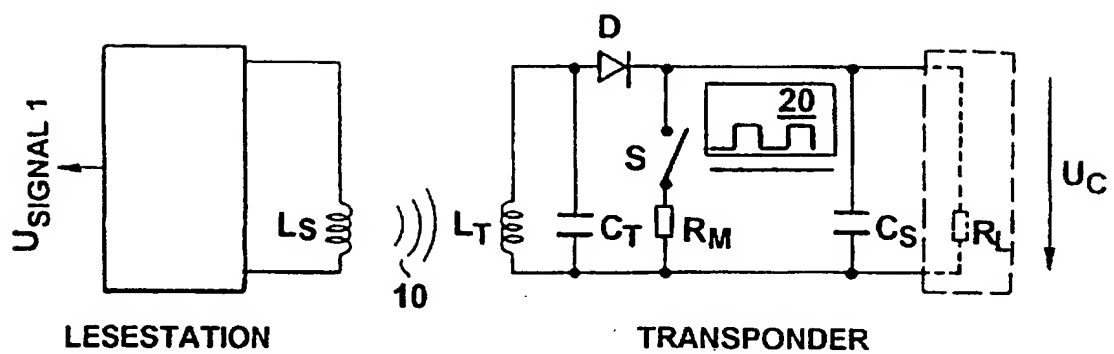 D
20
S
U_SIGNAL 1
L_S
L_T
C_T
R_M
C_S
R_L
U_C
10
LESESTATION
TRANSPONDER